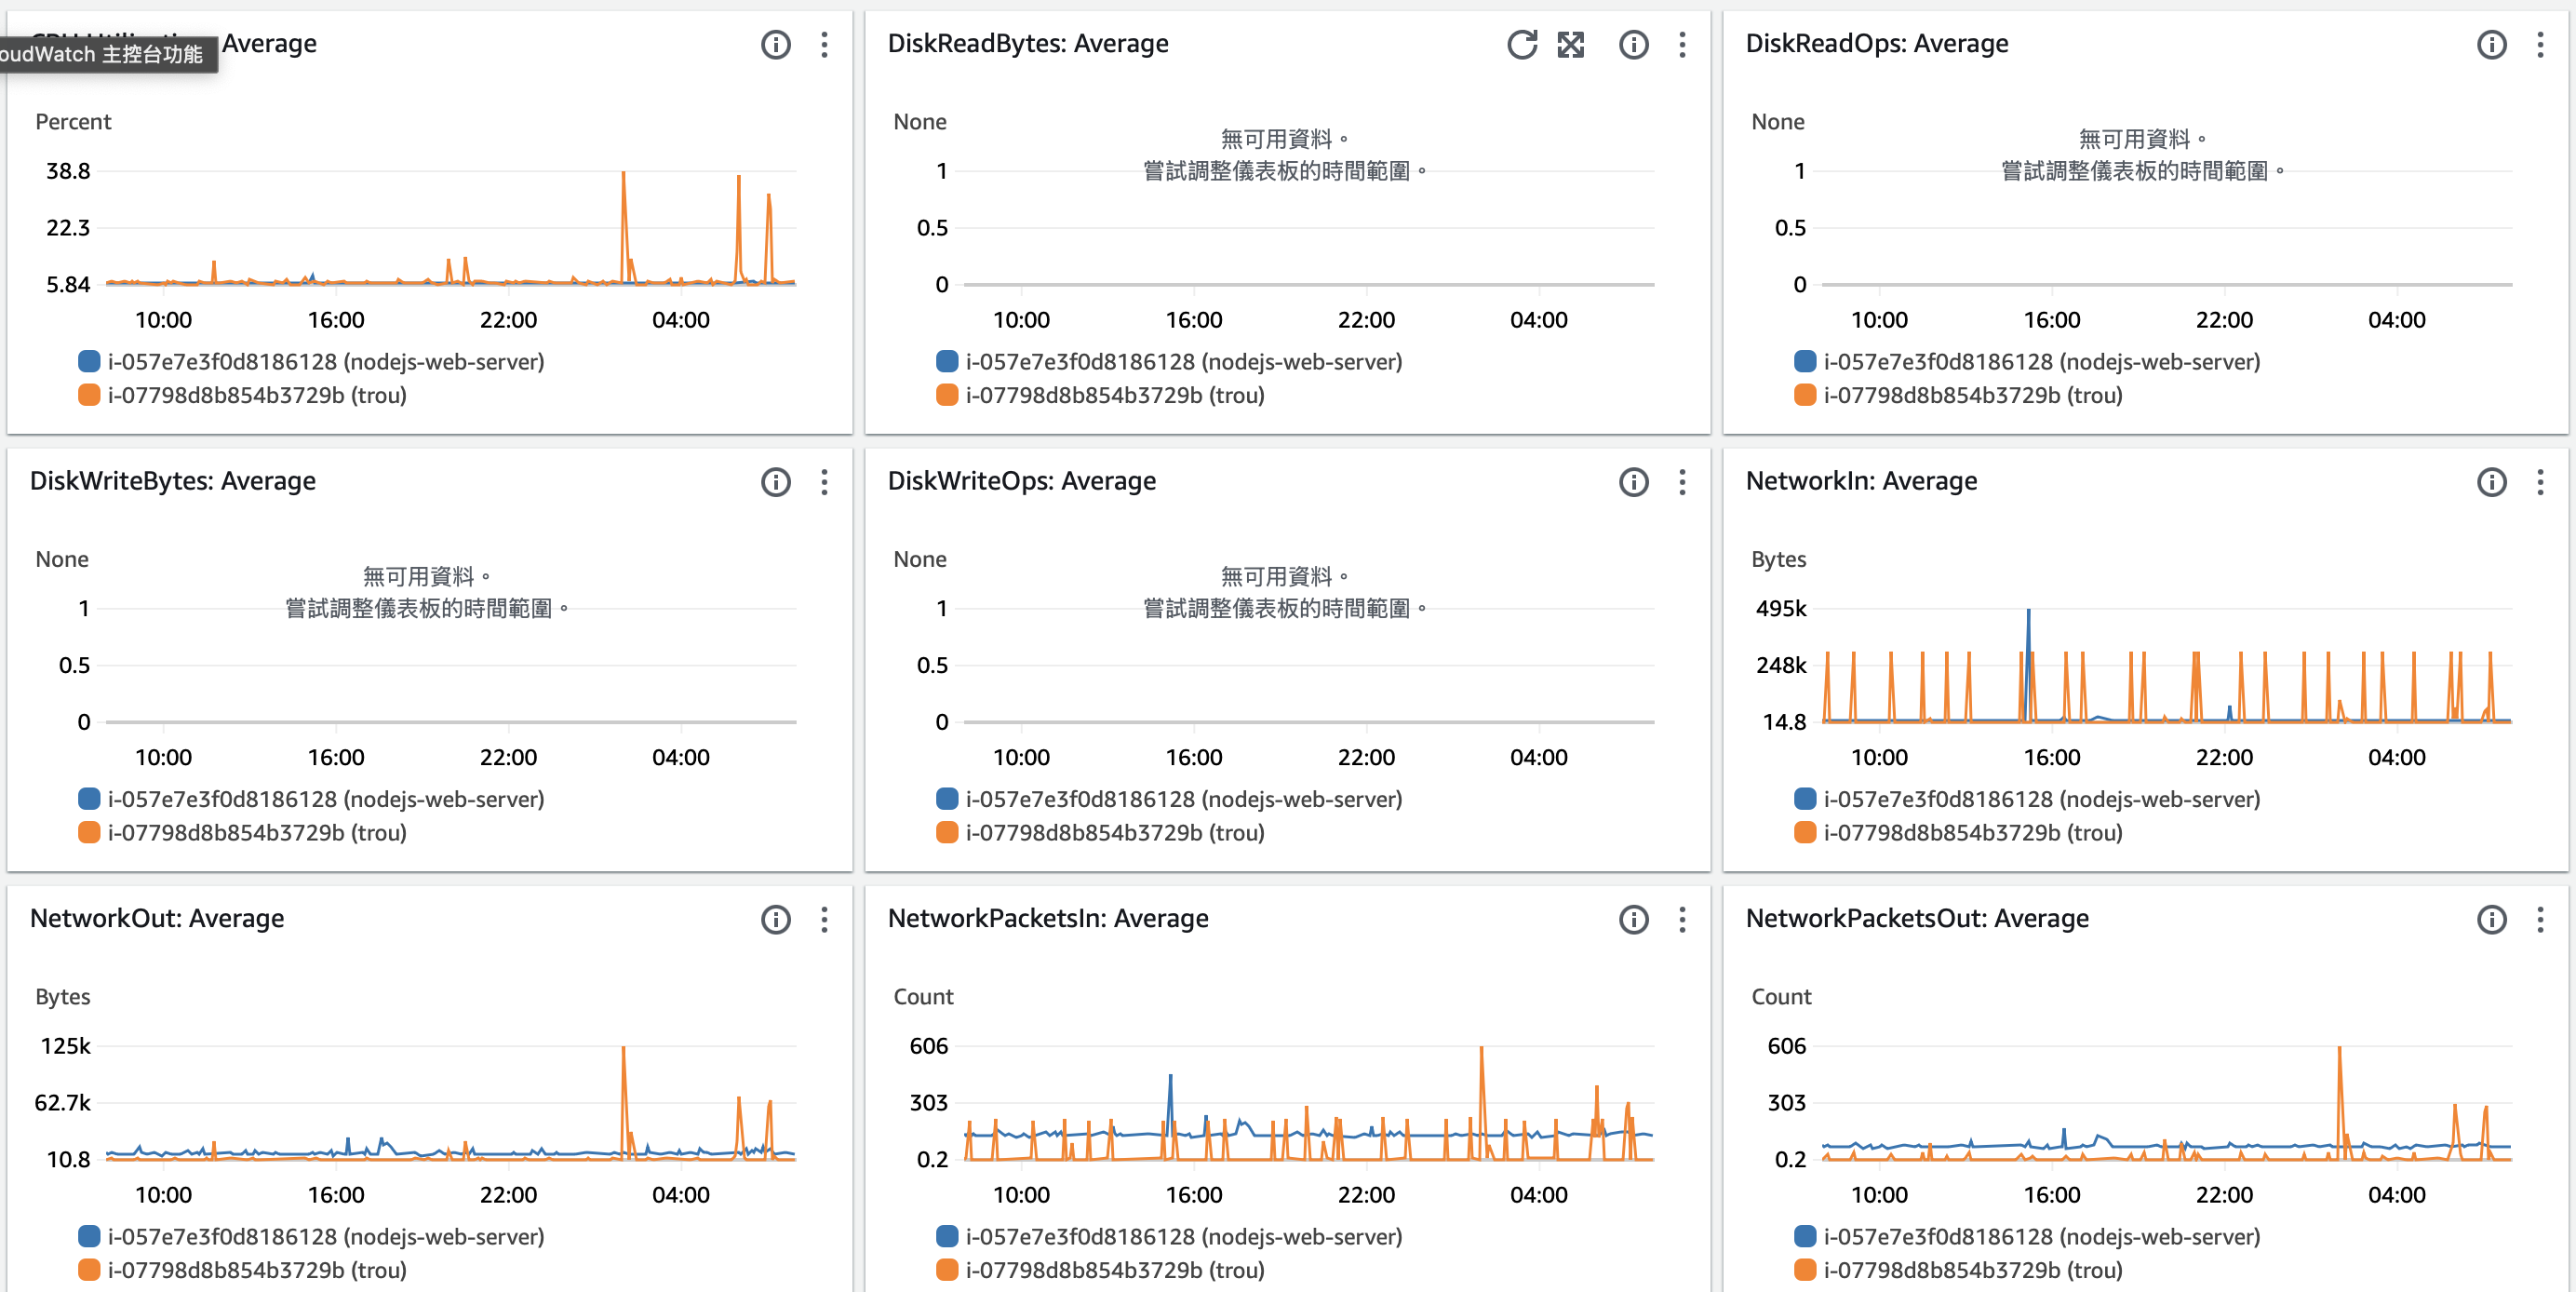 Average
oudWatch 主控台功能
Percent
38.8
22.3
5.84
10:00 16:00 22:00 04:00
i-057e7e3f0d8186128 (nodejs-web-server)
i-07798d8b854b3729b (trou)
DiskReadBytes: Average
None
無可用資料。
嘗試調整儀表板的時間範圍。
1
0.5
0
10:00 16:00 22:00 04:00
i-057e7e3f0d8186128 (nodejs-web-server)
i-07798d8b854b3729b (trou)
DiskReadOps: Average
None
無可用資料。
嘗試調整儀表板的時間範圍。
1
0.5
0
10:00 16:00 22:00 04:00
i-057e7e3f0d8186128 (nodejs-web-server)
i-07798d8b854b3729b (trou)
DiskWriteBytes: Average
None
無可用資料。
嘗試調整儀表板的時間範圍。
1
0.5
0
10:00 16:00 22:00 04:00
i-057e7e3f0d8186128 (nodejs-web-server)
i-07798d8b854b3729b (trou)
DiskWriteOps: Average
None
無可用資料。
嘗試調整儀表板的時間範圍。
1
0.5
0
10:00 16:00 22:00 04:00
i-057e7e3f0d8186128 (nodejs-web-server)
i-07798d8b854b3729b (trou)
NetworkIn: Average
Bytes
495k
248k
14.8
10:00 16:00 22:00 04:00
i-057e7e3f0d8186128 (nodejs-web-server)
i-07798d8b854b3729b (trou)
NetworkOut: Average
Bytes
125k
62.7k
10.8
10:00 16:00 22:00 04:00
i-057e7e3f0d8186128 (nodejs-web-server)
i-07798d8b854b3729b (trou)
NetworkPacketsIn: Average
Count
606
303
0.2
10:00 16:00 22:00 04:00
i-057e7e3f0d8186128 (nodejs-web-server)
i-07798d8b854b3729b (trou)
NetworkPacketsOut: Average
Count
606
303
0.2
10:00 16:00 22:00 04:00
i-057e7e3f0d8186128 (nodejs-web-server)
i-07798d8b854b3729b (trou)